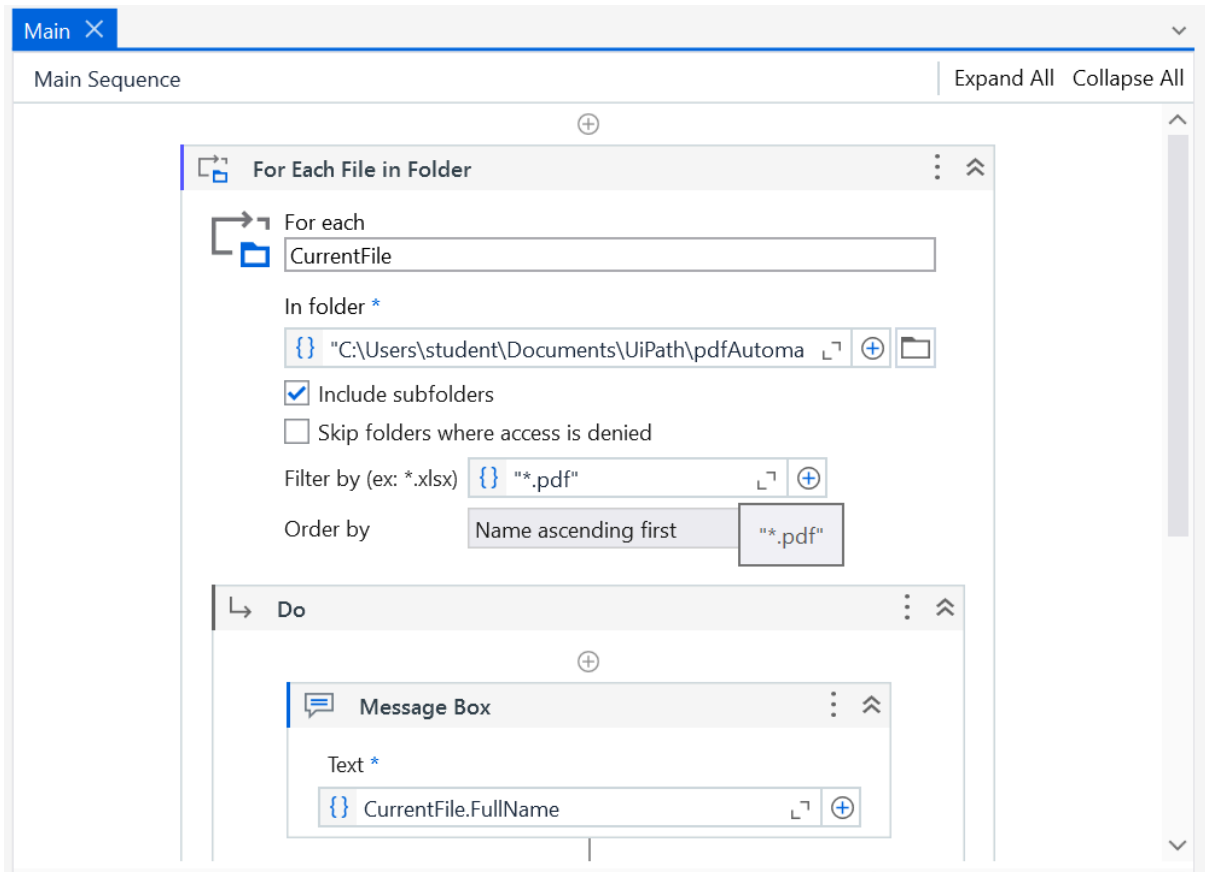 Main
Main Sequence
Expand All Collapse All
For Each File in Folder
For each
CurrentFile
In folder *
{} "C:\Users\student\Documents\UiPath\pdfAutoma
Include subfolders
Skip folders where access is denied
Filter by (ex: *.xlsx) {} "*.pdf"
Order by Name ascending first "*.pdf"
Do
Message Box
Text *
{} CurrentFile.FullName